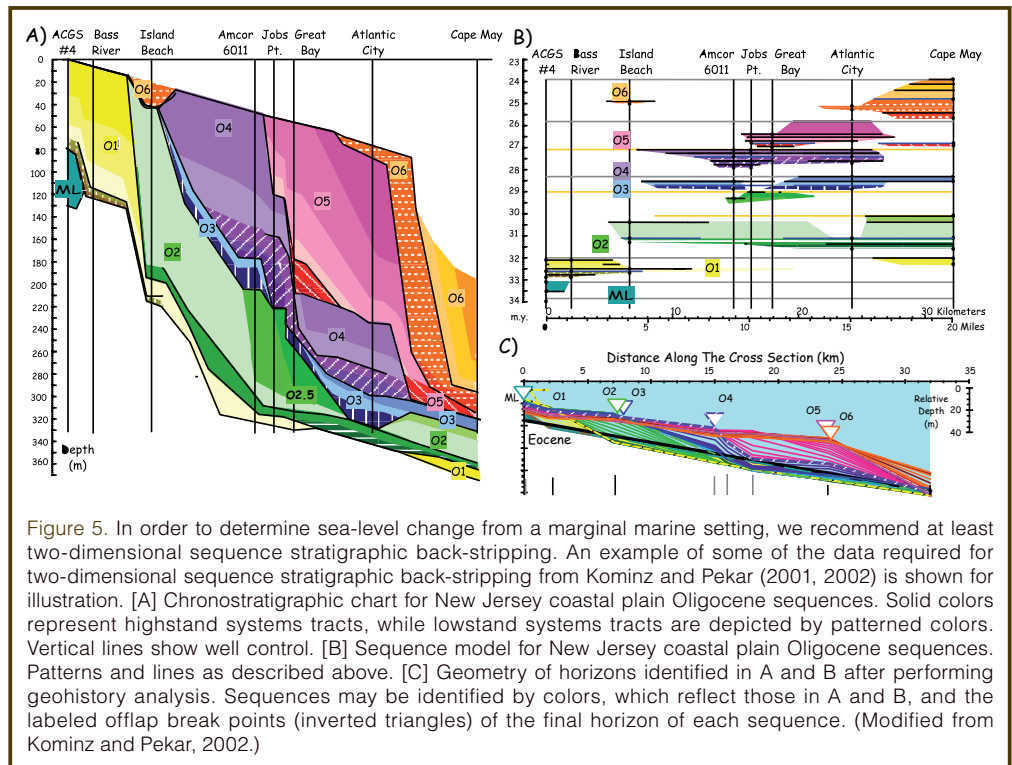 A)
ACGS #4 Bass River Island Beach Amcor 6011 Jobs Pt. Great Bay Atlantic City Cape May
0
20
40
60
80
100
120
140
160
180
200
220
240
260
280
300
320
340
360
Depth (m)
O6
O4
O1
ML
O5
O6
O3
O2
O6
O4
O2.5
O3
O5
O3
O2
O1
B)
ACGS #4 Bass River Island Beach Amcor 6011 Jobs Pt. Great Bay Atlantic City Cape May
23
24
25
26
27
28
29
30
31
32
33
34
m.y.
O6
O5
O4
O3
O2
O1
ML
0 10 20 30 Kilometers
0 5 10 15 20 Miles
C)
Distance Along The Cross Section (km)
0 5 10 15 20 25 30 35
ML O1 O2 O3 O4 O5 O6
Eocene
0
20
40
Relative Depth (m)
Figure 5. In order to determine sea-level change from a marginal marine setting, we recommend at least
two-dimensional sequence stratigraphic back-stripping. An example of some of the data required for
two-dimensional sequence stratigraphic back-stripping from Kominz and Pekar (2001, 2002) is shown for
illustration. [A] Chronostratigraphic chart for New Jersey coastal plain Oligocene sequences. Solid colors
represent highstand systems tracts, while lowstand systems tracts are depicted by patterned colors.
Vertical lines show well control. [B] Sequence model for New Jersey coastal plain Oligocene sequences.
Patterns and lines as described above. [C] Geometry of horizons identified in A and B after performing
geohistory analysis. Sequences may be identified by colors, which reflect those in A and B, and the
labeled offlap break points (inverted triangles) of the final horizon of each sequence. (Modified from
Kominz and Pekar, 2002.)